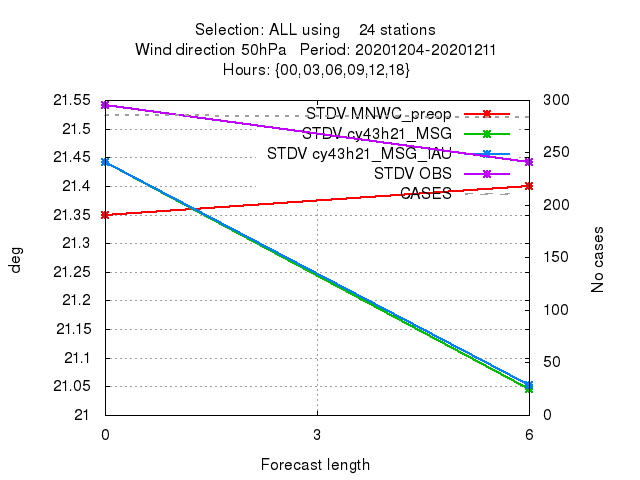 Selection: ALL using 24 stations
Wind direction 50hPa Period: 20201204-20201211
Hours: {00,03,06,09,12,18}
STDV MNWC_preop
STDV cy43h21_MSG
STDV cy43h21_MSG_IAU
STDV OBS
CASES
21.55
21.5
21.45
21.4
21.35
21.3
21.25
21.2
21.15
21.1
21.05
21
deg
300
250
200
150
100
50
0
No cases
0 3 6
Forecast length